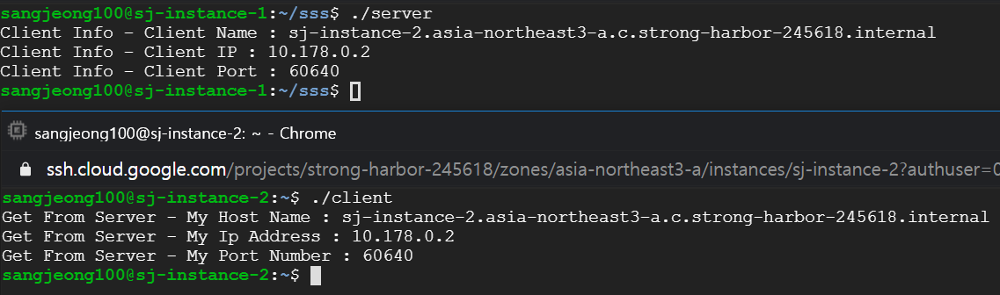 sangjeong100@sj-instance-1:~/sss$ ./server
Client Info - Client Name : sj-instance-2.asia-northeast3-a.c.strong-harbor-245618.internal
Client Info - Client IP : 10.178.0.2
Client Info - Client Port : 60640
sangjeong100@sj-instance-1:~/sss$
sangjeong100@sj-instance-2: ~ - Chrome
ssh.cloud.google.com/projects/strong-harbor-245618/zones/asia-northeast3-a/instances/sj-instance-2?authuser=0
sangjeong100@sj-instance-2:~$ ./client
Get From Server - My Host Name : sj-instance-2.asia-northeast3-a.c.strong-harbor-245618.internal
Get From Server - My Ip Address : 10.178.0.2
Get From Server - My Port Number : 60640
sangjeong100@sj-instance-2:~$